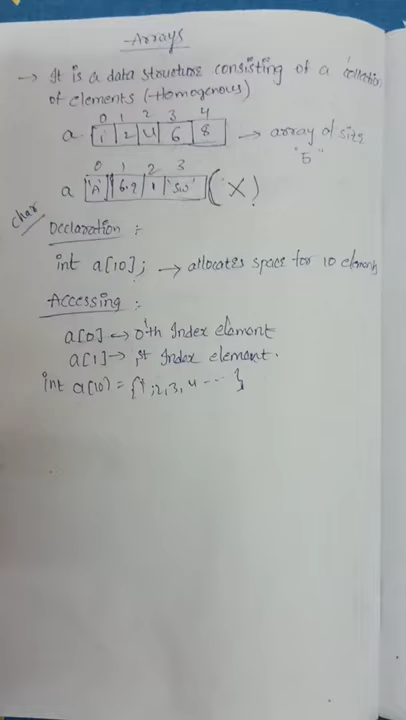 -Arrays
→ It is a data structure consisting of a collection
of elements (Homogenous)
0 1 2 3 4
a 1 2 4 6 8 → array of size
"5"
0 1 2 3
a 'A' 6.2 1 (X)
char
Declaration :-
int a[10]; → allocates space for 10 elements
Accessing :-
a[0] → 0'th Index element
a[1] → 1st Index element.
int a(10) = {1,2,3,4 --- }